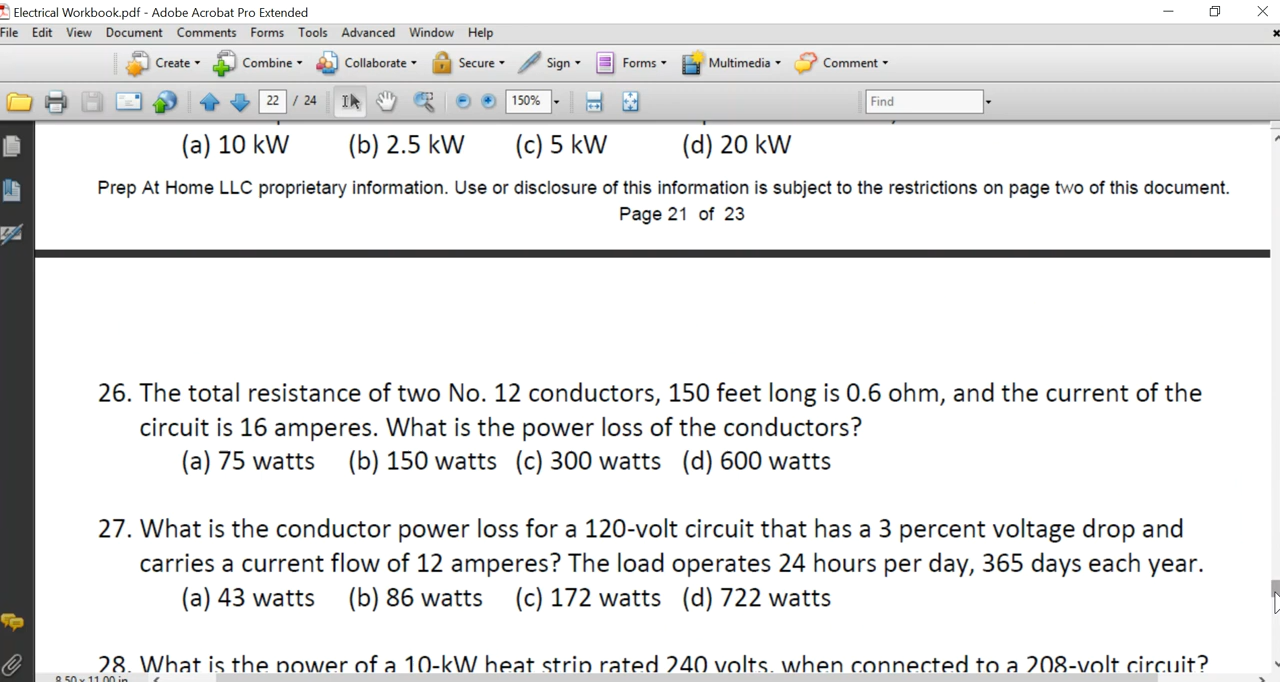 Electrical Workbook.pdf - Adobe Acrobat Pro Extended
File Edit View Document Comments Forms Tools Advanced Window Help
Create Combine Collaborate Secure Sign Forms Multimedia Comment
22 / 24 150% Find
(a) 10 kW (b) 2.5 kW (c) 5 kW (d) 20 kW
Prep At Home LLC proprietary information. Use or disclosure of this information is subject to the restrictions on page two of this document.
Page 21 of 23
26. The total resistance of two No. 12 conductors, 150 feet long is 0.6 ohm, and the current of the
circuit is 16 amperes. What is the power loss of the conductors?
(a) 75 watts (b) 150 watts (c) 300 watts (d) 600 watts
27. What is the conductor power loss for a 120-volt circuit that has a 3 percent voltage drop and
carries a current flow of 12 amperes? The load operates 24 hours per day, 365 days each year.
(a) 43 watts (b) 86 watts (c) 172 watts (d) 722 watts
28. What is the power of a 10-kW heat strip rated 240 volts, when connected to a 208-volt circuit?
8.50 x 11.00 in